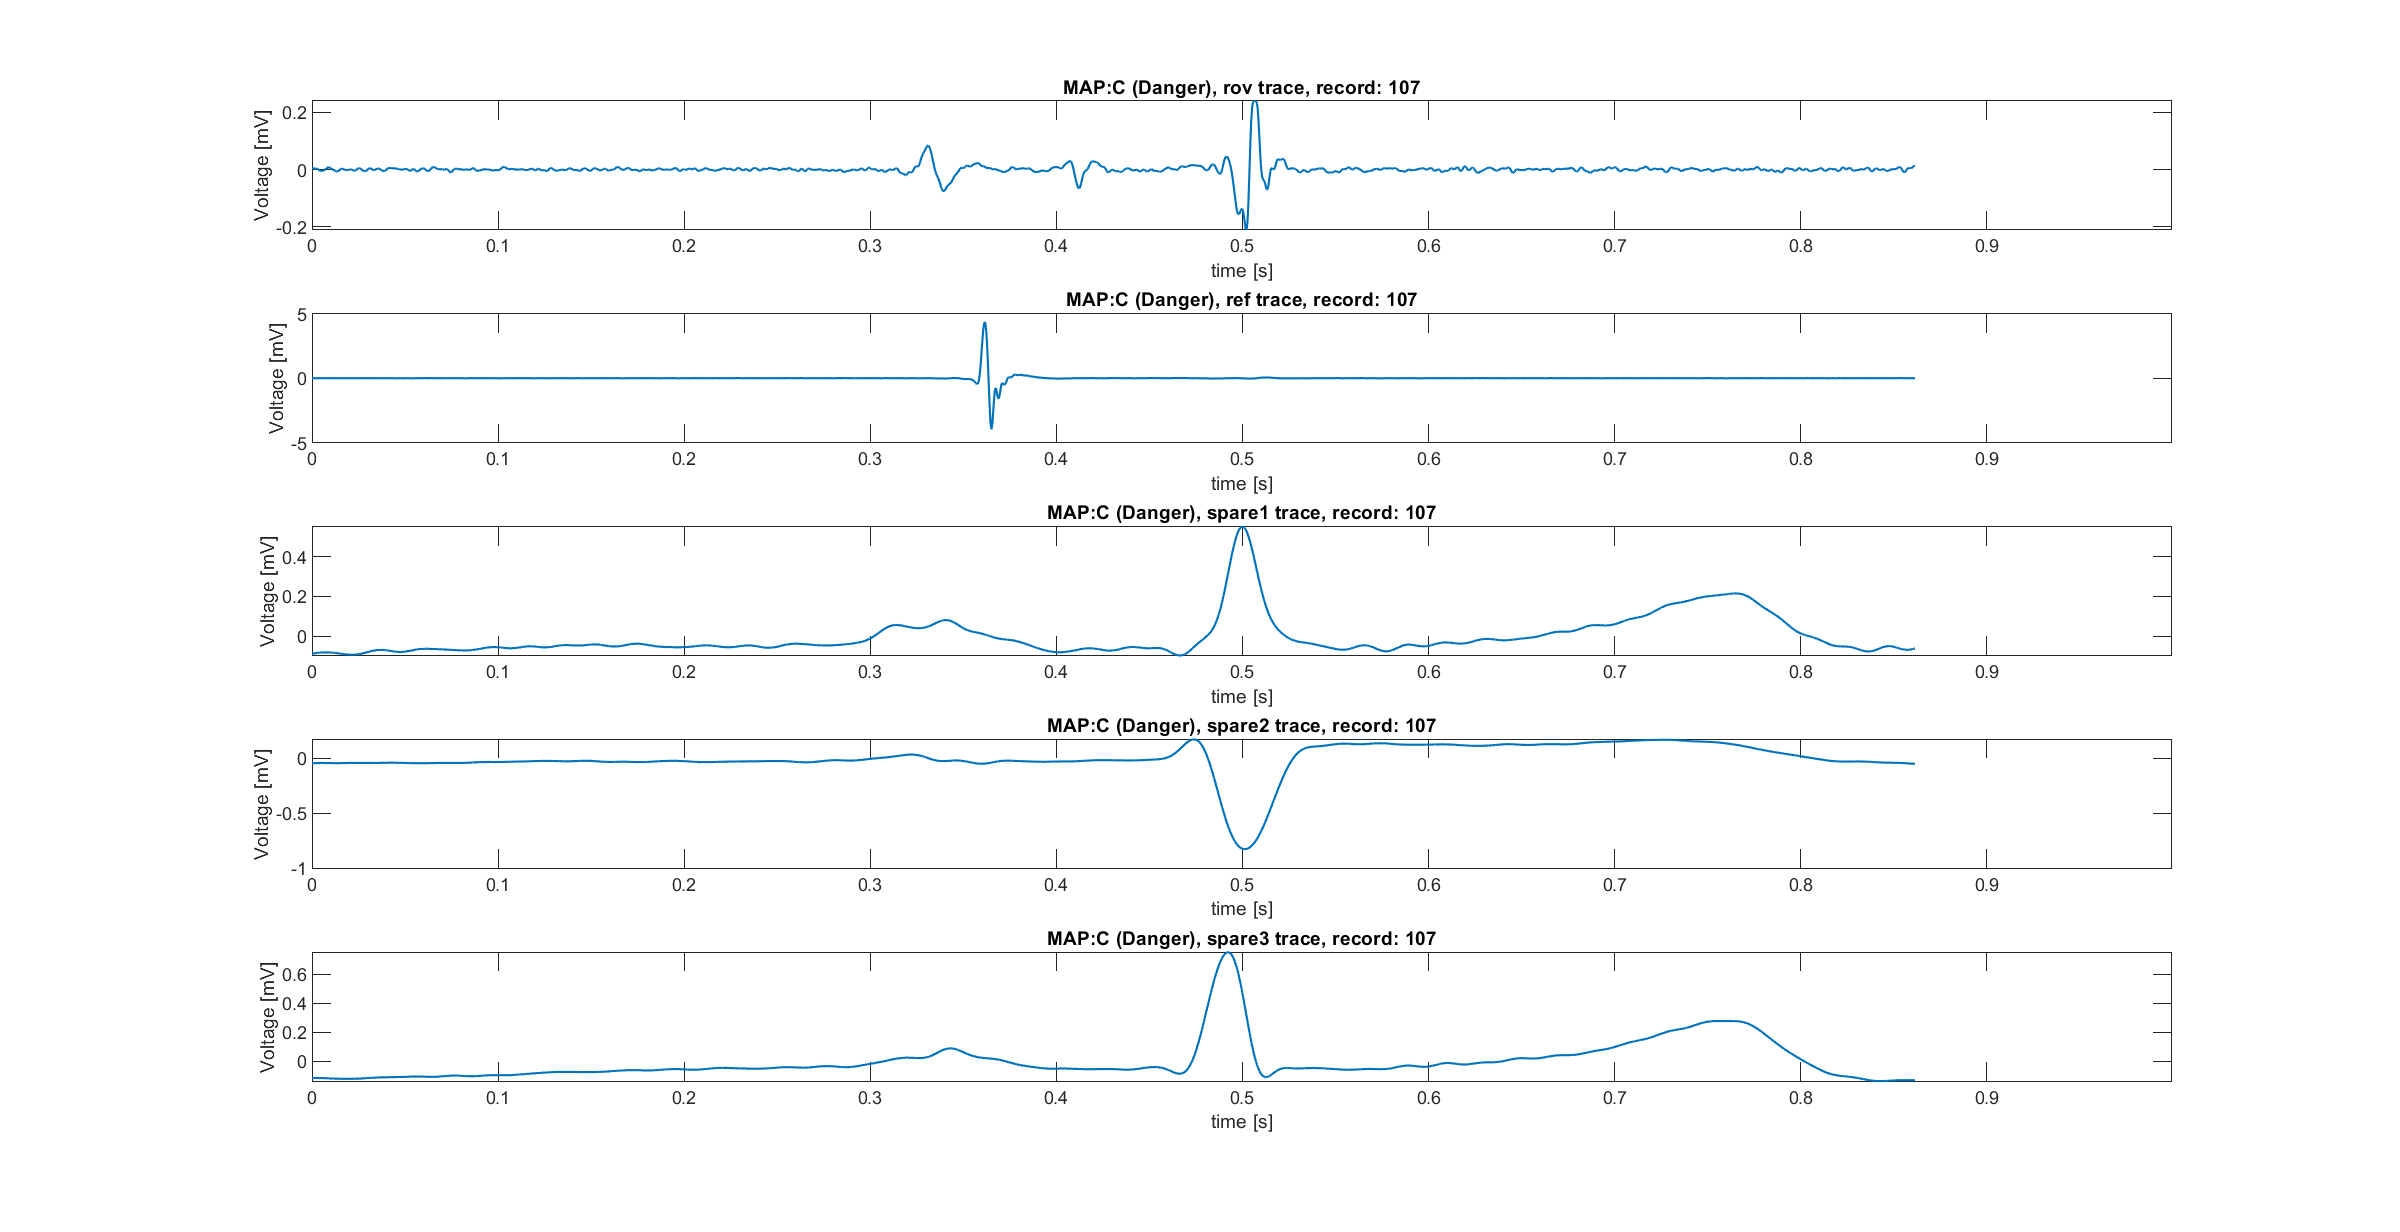 MAP:C (Danger), rov trace, record: 107
Voltage [mV]
0.2
0
-0.2
0 0.1 0.2 0.3 0.4 0.5 0.6 0.7 0.8 0.9
time [s]
MAP:C (Danger), ref trace, record: 107
Voltage [mV]
5
0
-5
0 0.1 0.2 0.3 0.4 0.5 0.6 0.7 0.8 0.9
time [s]
MAP:C (Danger), spare1 trace, record: 107
Voltage [mV]
0.4
0.2
0
0 0.1 0.2 0.3 0.4 0.5 0.6 0.7 0.8 0.9
time [s]
MAP:C (Danger), spare2 trace, record: 107
Voltage [mV]
0
-0.5
-1
0 0.1 0.2 0.3 0.4 0.5 0.6 0.7 0.8 0.9
time [s]
MAP:C (Danger), spare3 trace, record: 107
Voltage [mV]
0.6
0.4
0.2
0
0 0.1 0.2 0.3 0.4 0.5 0.6 0.7 0.8 0.9
time [s]